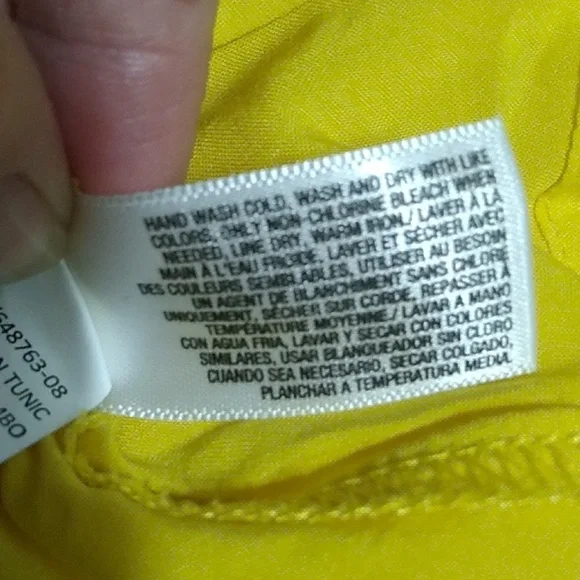 HAND WASH COLD, WASH AND DRY WITH LIKE
COLORS, ONLY NON-CHLORINE BLEACH WHEN
NEEDED, LINE DRY, WARM IRON/ LAVER À LA
MAIN À L'EAU FROIDE, LAVER ET SÉCHER AVEC
DES COULEURS SEMBLABLES, UTILISER AU BESOIN
UN AGENT DE BLANCHIMENT SANS CHLORE
UNIQUEMENT, SÉCHER SUR CORDE, REPASSER À
TEMPÉRATURE MOYENNE/ LAVAR A MANO
CON AGUA FRIA, LAVAR Y SECAR CON COLORES
SIMILARES, USAR BLANQUEADOR SIN CLORO
CUANDO SEA NECESARIO, SECAR COLGADO,
PLANCHAR A TEMPERATURA MEDIA.
648763-08
N TUNIC
MBO